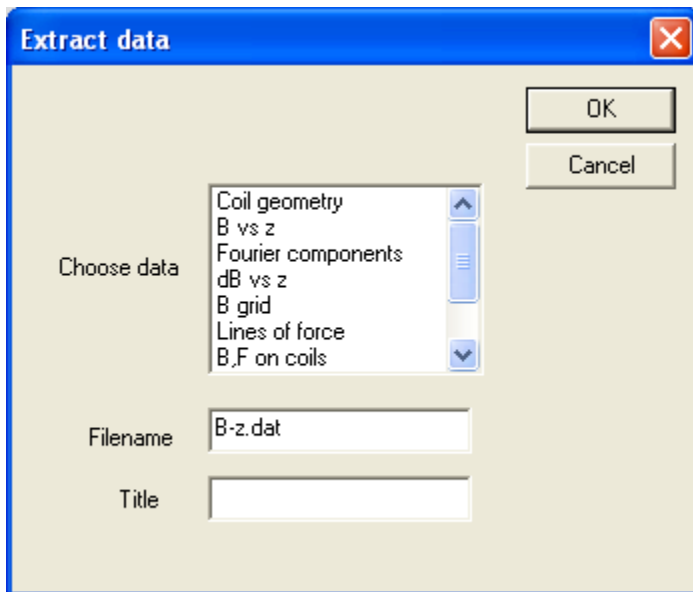 Extract data
OK
Cancel
Choose data
Coil geometry
B vs z
Fourier components
dB vs z
B grid
Lines of force
B,F on coils
Filename
B-z.dat
Title